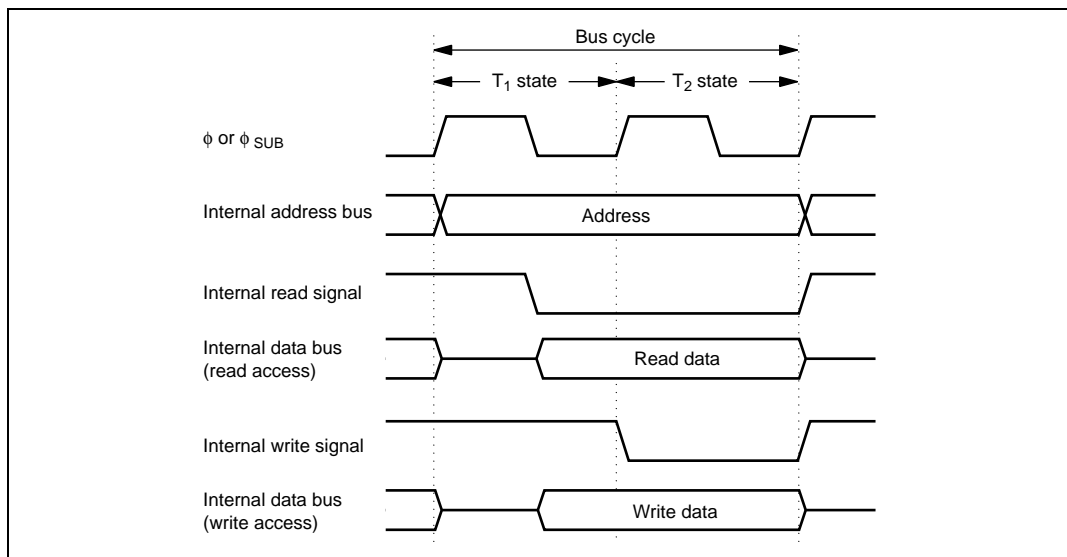 Bus cycle
T1 state
T2 state
φ or φ SUB
Internal address bus
Address
Internal read signal
Internal data bus
(read access)
Read data
Internal write signal
Internal data bus
(write access)
Write data